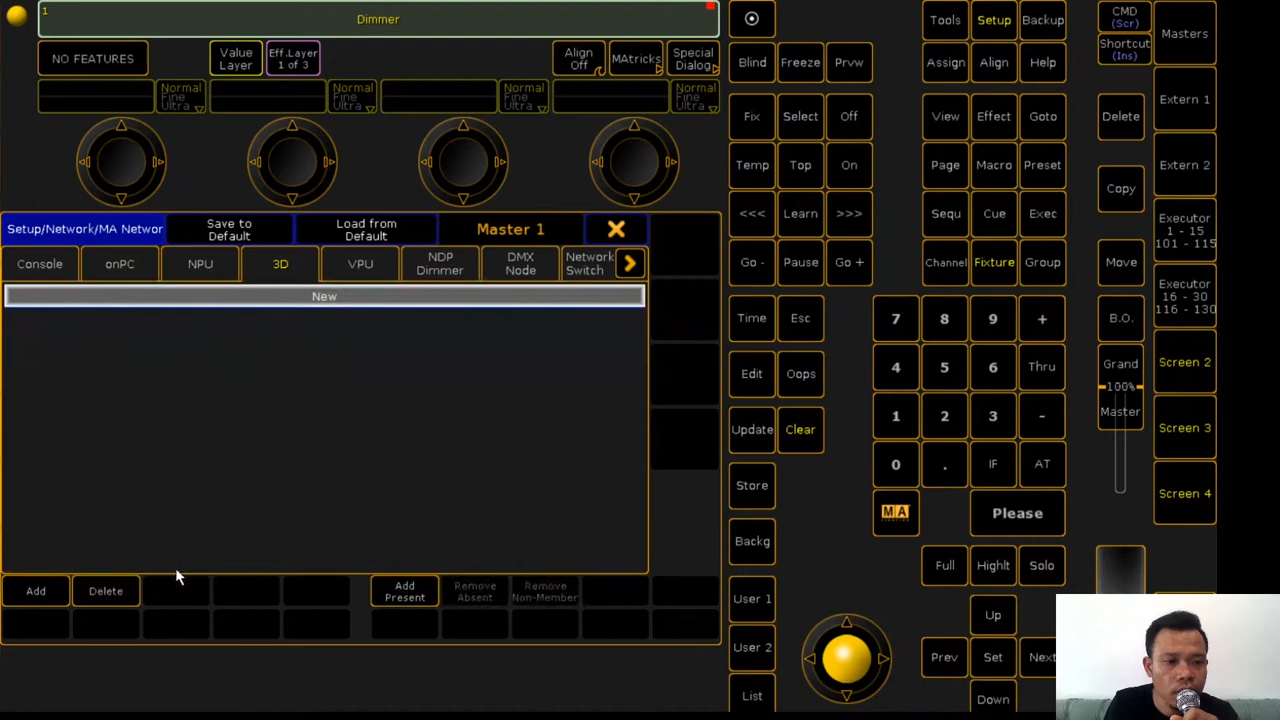 1
Dimmer
NO FEATURES
Value
Layer
Eff.Layer
1 of 3
Align
Off
MAtricks
Special
Dialog
Normal
Fine
Ultra
Normal
Fine
Ultra
Normal
Fine
Ultra
Normal
Fine
Ultra
Setup/Network/MA Networ
Save to
Default
Load from
Default
Master 1
Console
onPC
NPU
3D
VPU
NDP
Dimmer
DMX
Node
Network
Switch
New
Add
Delete
Add
Present
Remove
Absent
Remove
Non-Member
Tools
Setup
Backup
Blind
Freeze
Prvw
Assign
Align
Help
Fix
Select
Off
View
Effect
Goto
Temp
Top
On
Page
Macro
Preset
<<<
Learn
>>>
Sequ
Cue
Exec
Go -
Pause
Go +
Channel
Fixture
Group
Time
Esc
7
8
9
+
Edit
Oops
4
5
6
Thru
Update
Clear
1
2
3
-
Store
0
.
IF
AT
Backg
MA
Please
Full
Highlt
Solo
User 1
User 2
List
Up
Prev
Set
Next
Down
CMD
(Scr)
Shortcut
(Ins)
Delete
Copy
Move
B.O.
Grand
100%
Master
Masters
Extern 1
Extern 2
Executor
1 - 15
101 - 115
Executor
16 - 30
116 - 130
Screen 2
Screen 3
Screen 4